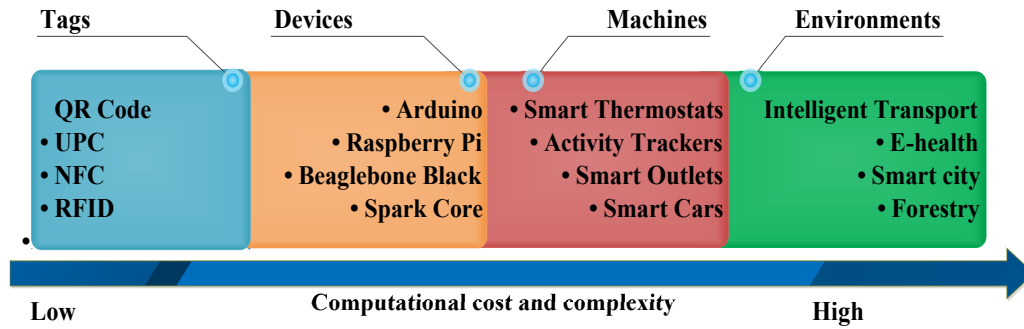 Tags
Devices
Machines
Environments
QR Code
• UPC
• NFC
• RFID
•
• Arduino
• Raspberry Pi
• Beaglebone Black
• Spark Core
• Smart Thermostats
• Activity Trackers
• Smart Outlets
• Smart Cars
Intelligent Transport
• E-health
• Smart city
• Forestry
Low
Computational cost and complexity
High